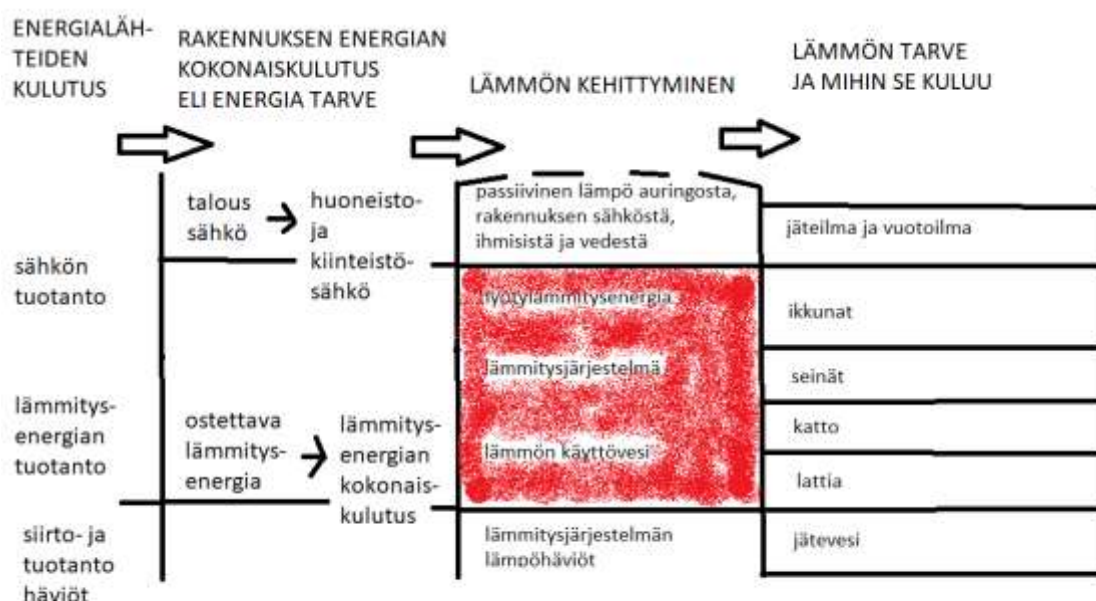 ENERGIALÄH-
TEIDEN
KULUTUS
RAKENNUKSEN ENERGIAN
KOKONAISKULUTUS
ELI ENERGIA TARVE
LÄMMÖN KEHITTYMINEN
LÄMMÖN TARVE
JA MIHIN SE KULUU
sähkön
tuotanto
lämmitys-
energian
tuotanto
siirto- ja
tuotanto
häviöt
talous
sähkö
huoneisto-
ja
kiinteistö-
sähkö
ostettava
lämmitys-
energia
lämmitys-
energian
kokonais-
kulutus
passiivinen lämpö auringosta,
rakennuksen sähköstä,
ihmisistä ja vedestä
hyötylämmitysenergia
lämmitysjärjestelmä
lämmön käyttövesi
lämmitysjärjestelmän
lämpöhäviöt
jäteilma ja vuotoilma
ikkunat
seinät
katto
lattia
jätevesi